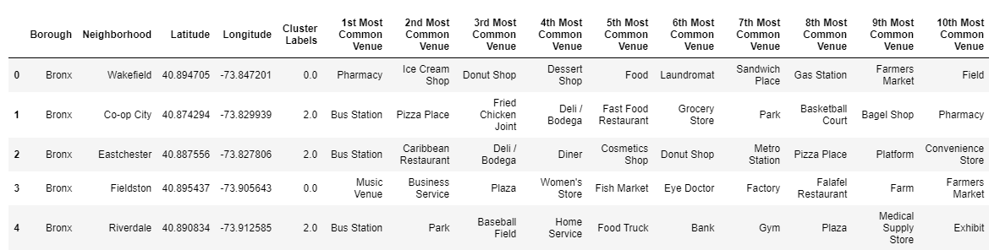 Borough Neighborhood Latitude Longitude Cluster Labels 1st Most Common Venue 2nd Most Common Venue 3rd Most Common Venue 4th Most Common Venue 5th Most Common Venue 6th Most Common Venue 7th Most Common Venue 8th Most Common Venue 9th Most Common Venue 10th Most Common Venue
0 Bronx Wakefield 40.894705 -73.847201 0.0 Pharmacy Ice Cream Shop Donut Shop Dessert Shop Food Laundromat Sandwich Place Gas Station Farmers Market Field
1 Bronx Co-op City 40.874294 -73.829939 2.0 Bus Station Pizza Place Fried Chicken Joint Deli / Bodega Fast Food Restaurant Grocery Store Park Basketball Court Bagel Shop Pharmacy
2 Bronx Eastchester 40.887556 -73.827806 2.0 Bus Station Caribbean Restaurant Deli / Bodega Diner Cosmetics Shop Donut Shop Metro Station Pizza Place Platform Convenience Store
3 Bronx Fieldston 40.895437 -73.905643 0.0 Music Venue Business Service Plaza Women's Store Fish Market Eye Doctor Factory Falafel Restaurant Farm Farmers Market
4 Bronx Riverdale 40.890834 -73.912585 2.0 Bus Station Park Baseball Field Home Service Food Truck Bank Gym Plaza Medical Supply Store Exhibit